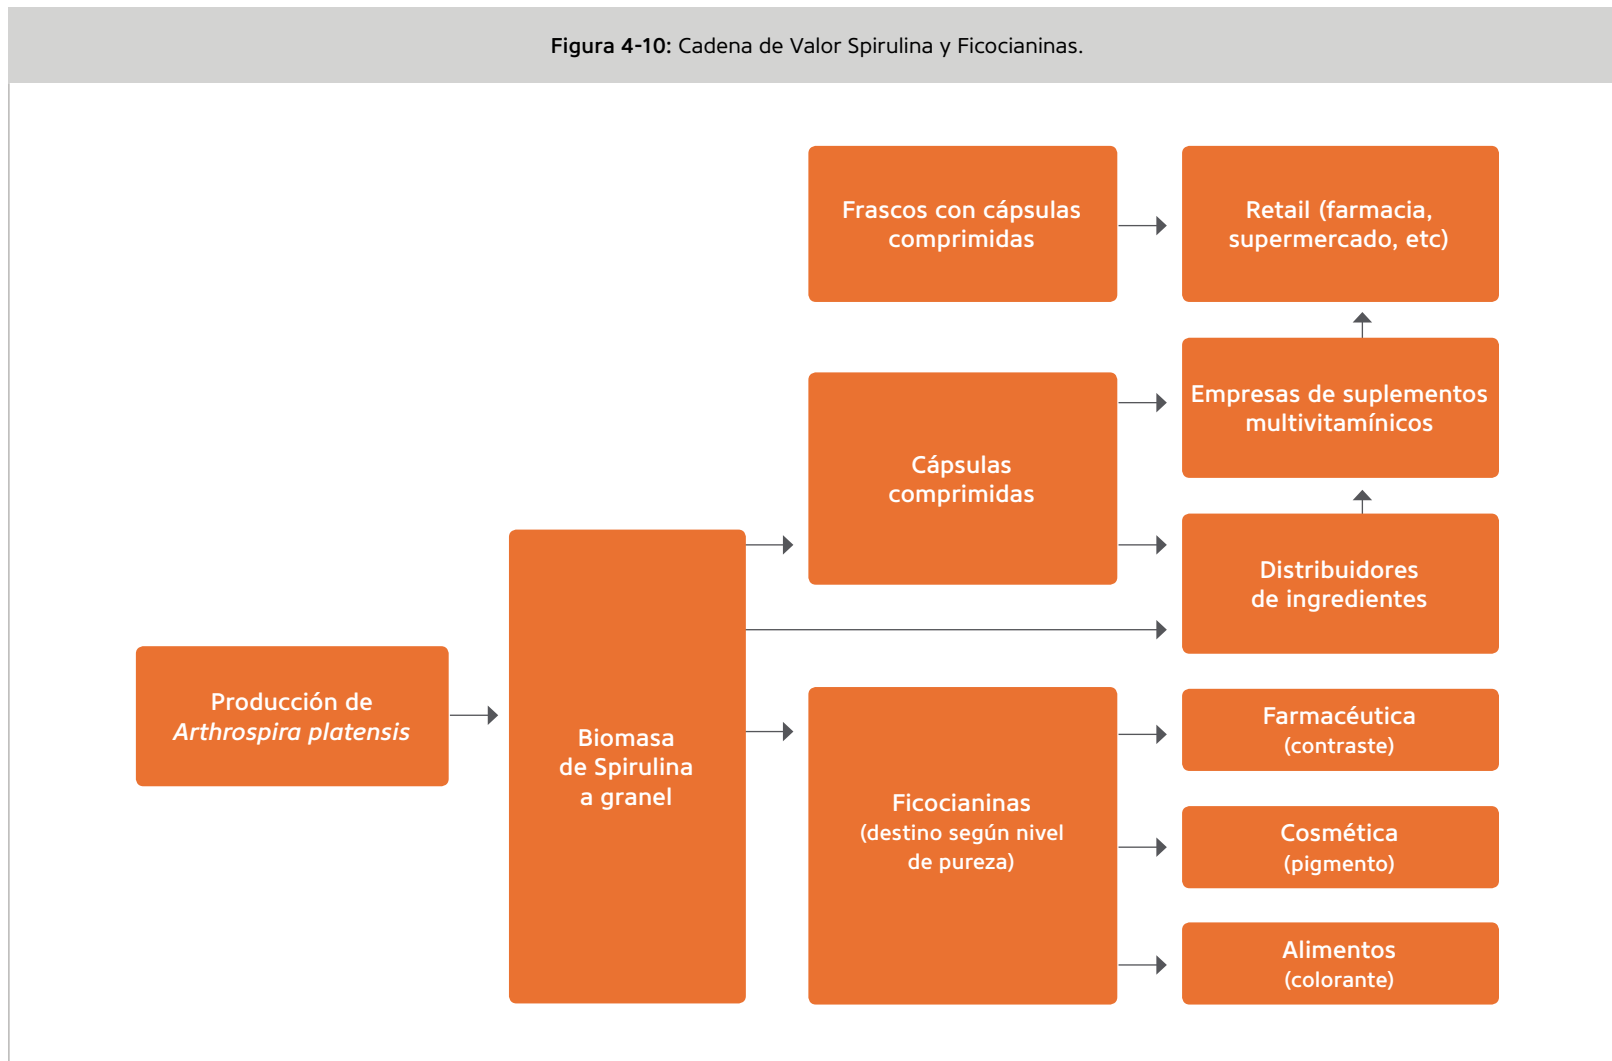 Figura 4-10: Cadena de Valor Spirulina y Ficocianinas.
Frascos con cápsulas
comprimidas
Retail (farmacia,
supermercado, etc)
Cápsulas
comprimidas
Empresas de suplementos
multivitamínicos
Distribuidores
de ingredientes
Producción de
Arthrospira platensis
Biomasa
de Spirulina
a granel
Ficocianinas
(destino según nivel
de pureza)
Farmacéutica
(contraste)
Cosmética
(pigmento)
Alimentos
(colorante)